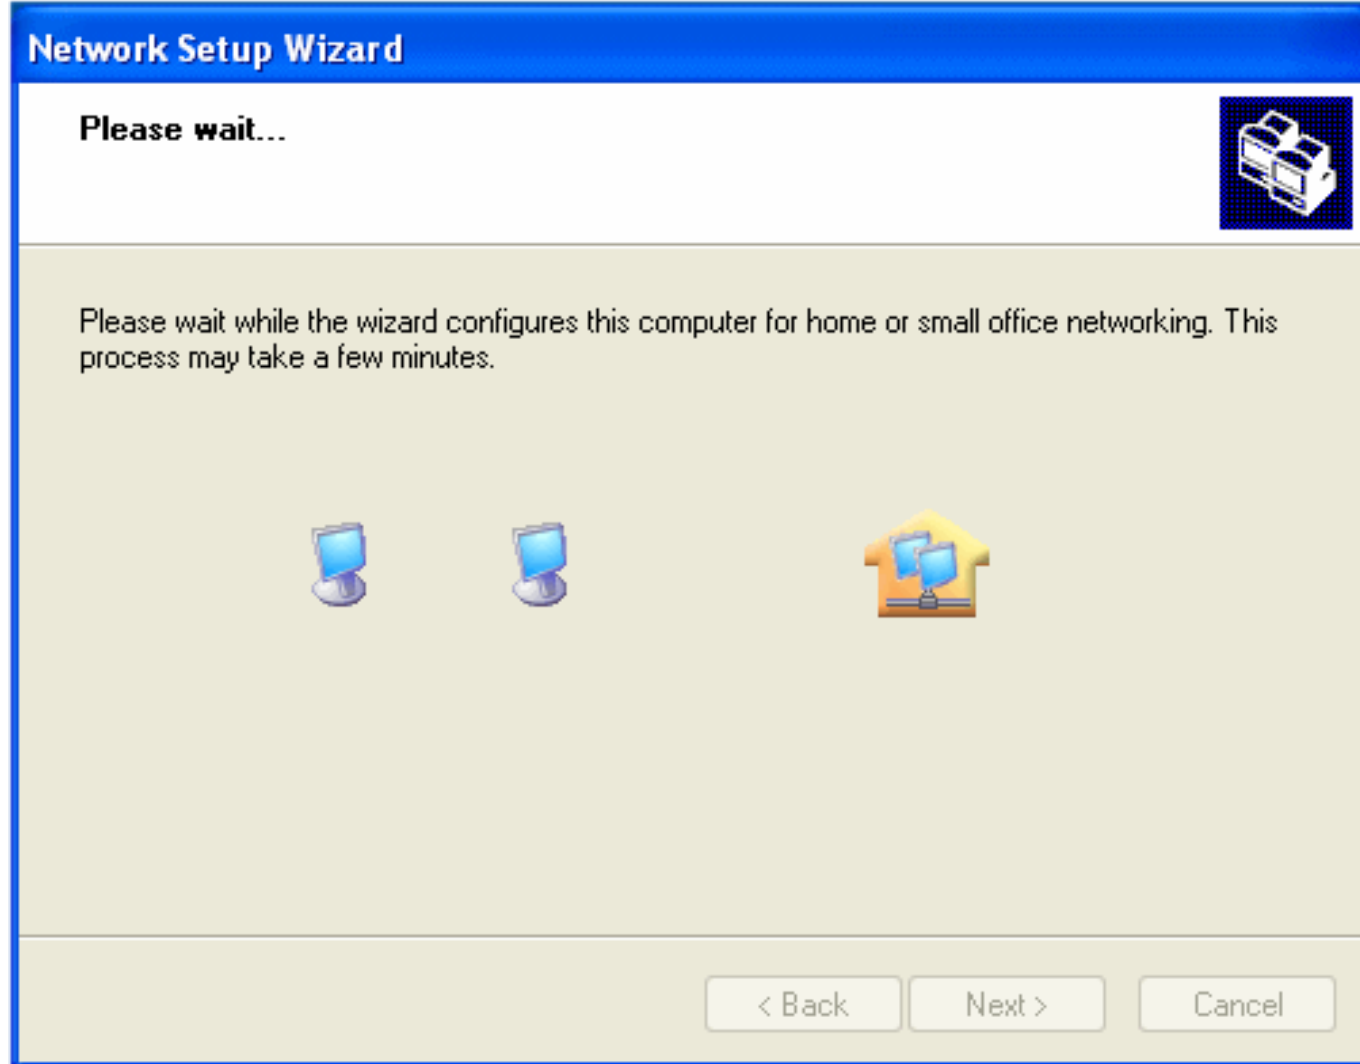 Network Setup Wizard
Please wait...
Please wait while the wizard configures this computer for home or small office networking. This
process may take a few minutes.
< Back
Next >
Cancel